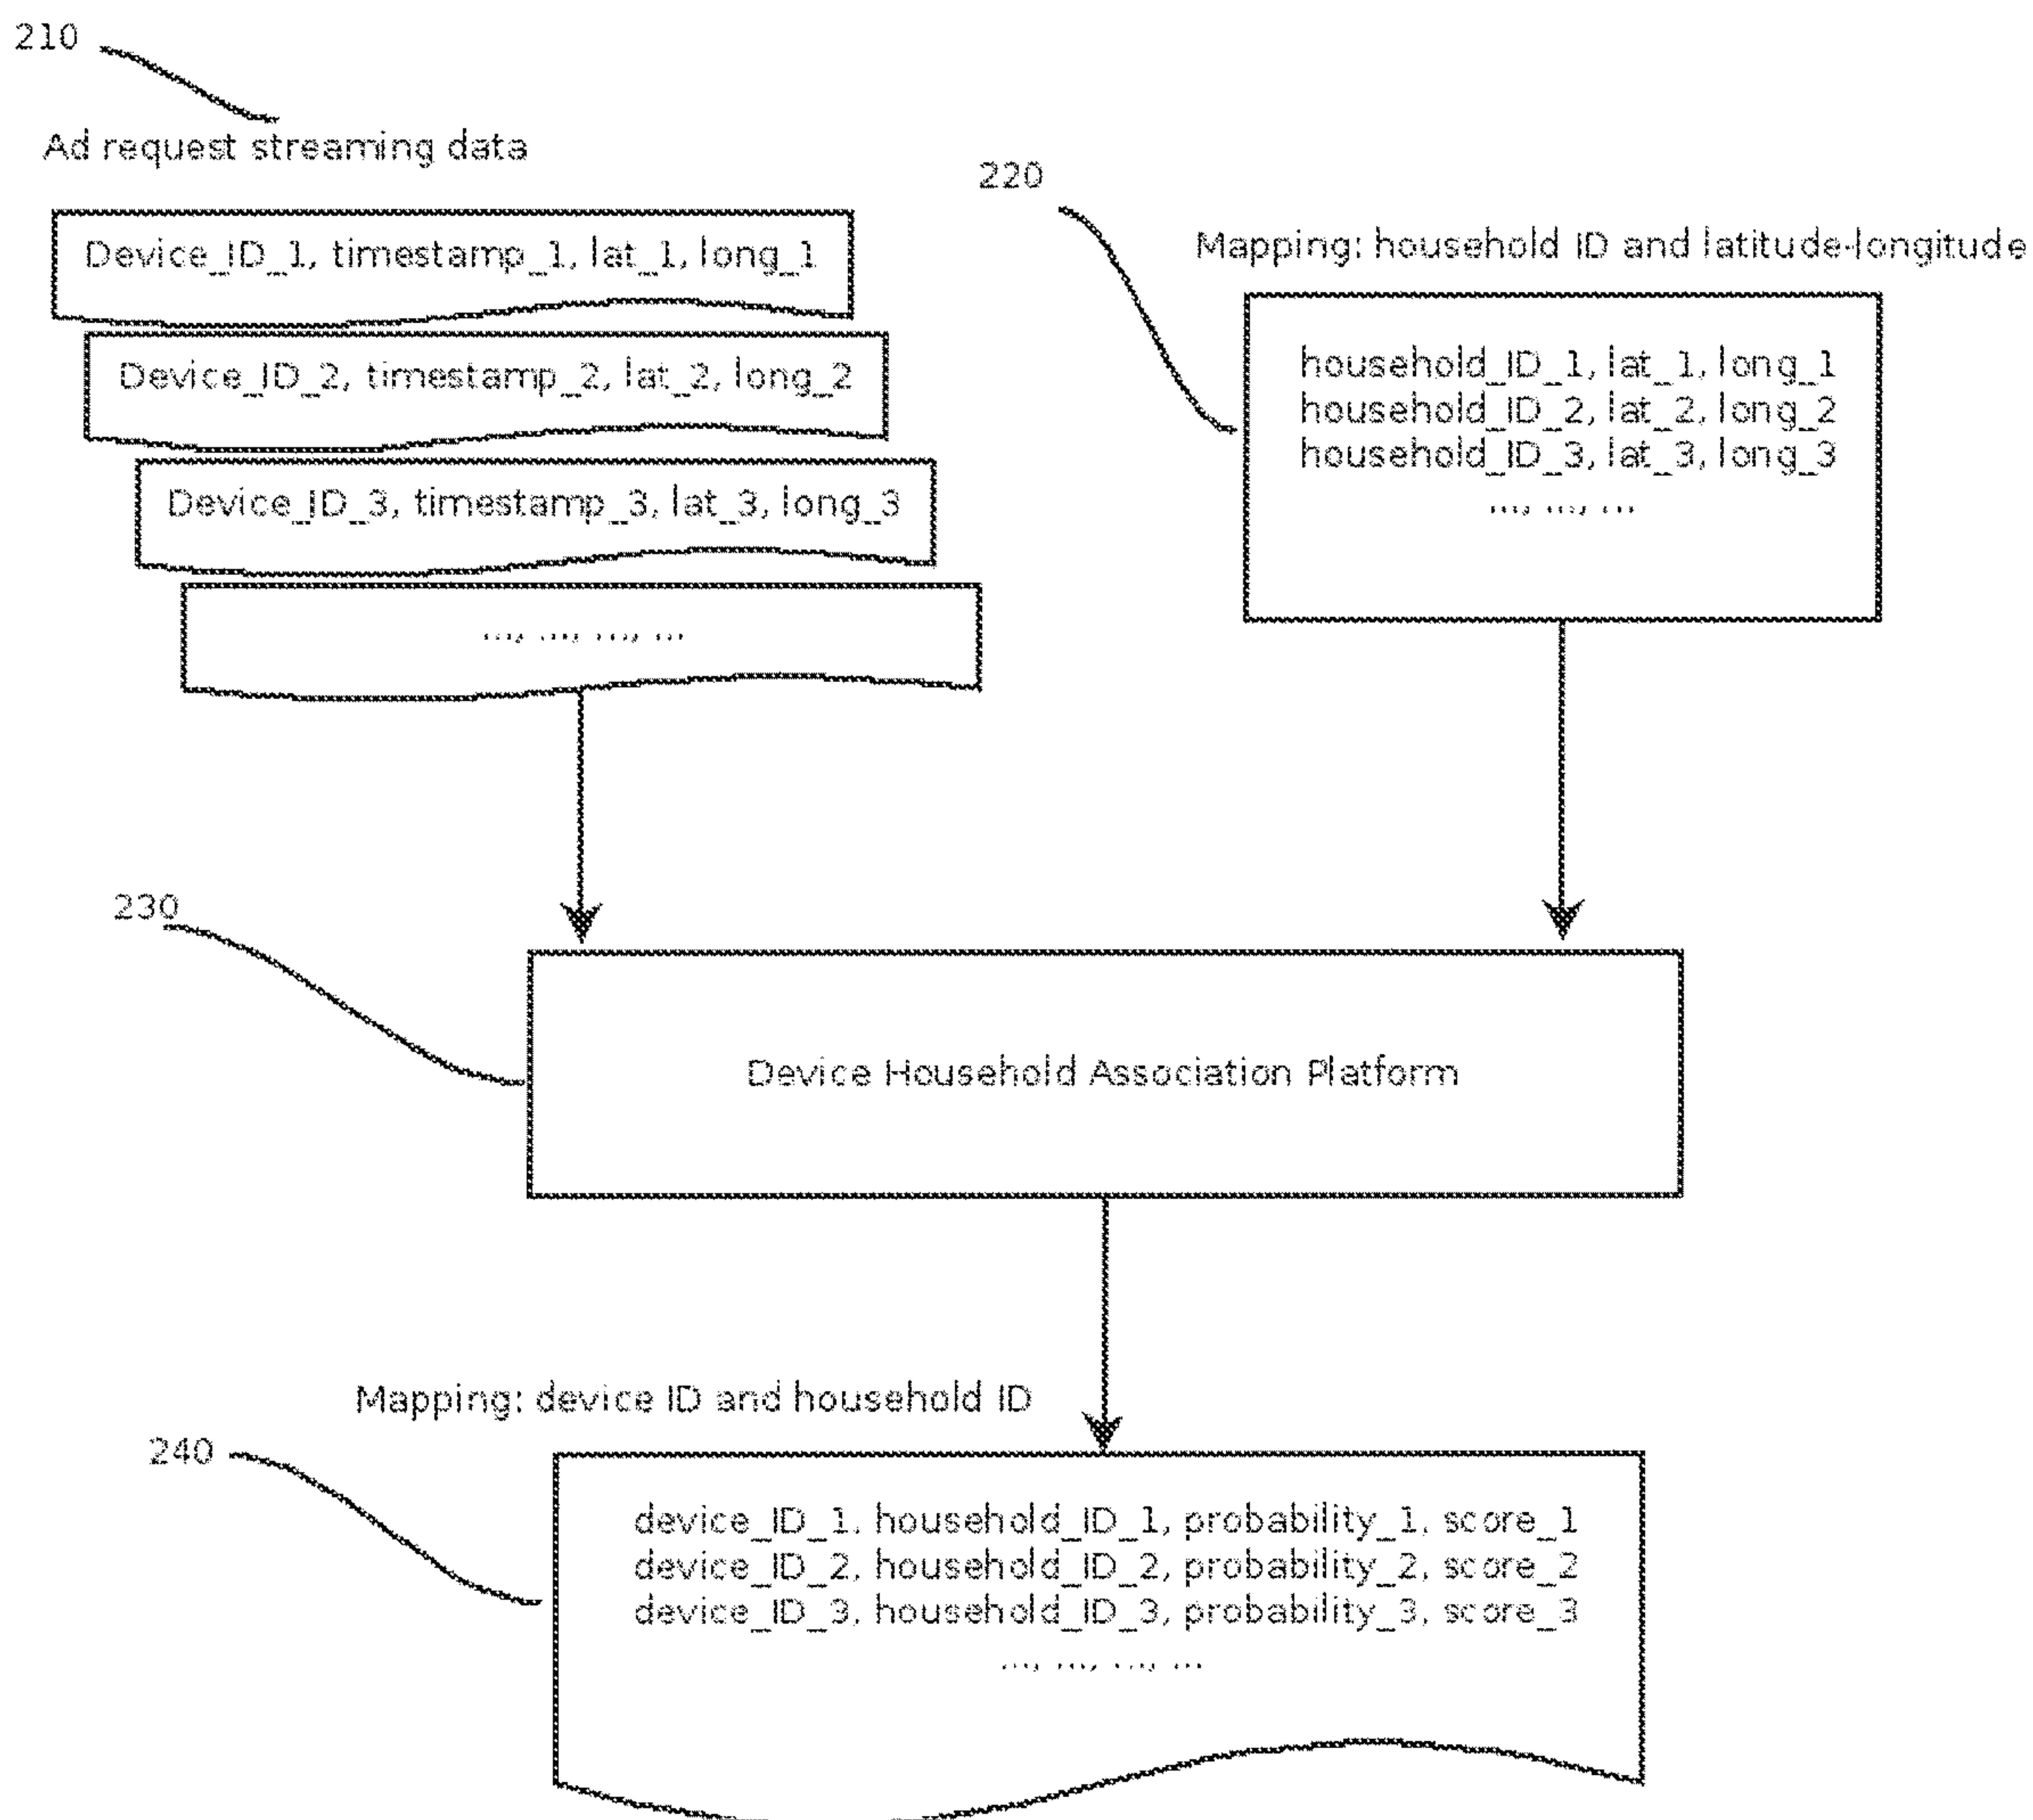 210
Ad request streaming data
Device_ID_1, timestamp_1, lat_1, long_1
Device_ID_2, timestamp_2, lat_2, long_2
Device_ID_3, timestamp_3, lat_3, long_3
..., ..., ..., ...
220
Mapping: household ID and latitude-longitude
household_ID_1, lat_1, long_1
household_ID_2, lat_2, long_2
household_ID_3, lat_3, long_3
..., ..., ...
230
Device Household Association Platform
Mapping: device ID and household ID
240
device_ID_1, household_ID_1, probability_1, score_1
device_ID_2, household_ID_2, probability_2, score_2
device_ID_3, household_ID_3, probability_3, score_3
..., ..., ..., ...